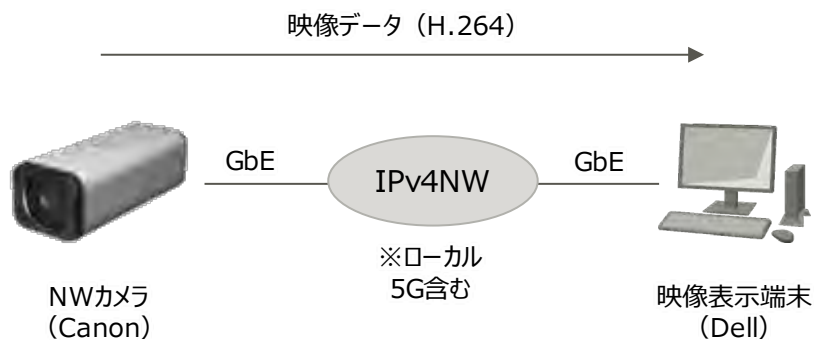 映像データ（H.264）
GbE
IPv4NW
GbE
※ローカル
5G含む
NWカメラ
（Canon）
映像表示端末
（Dell）